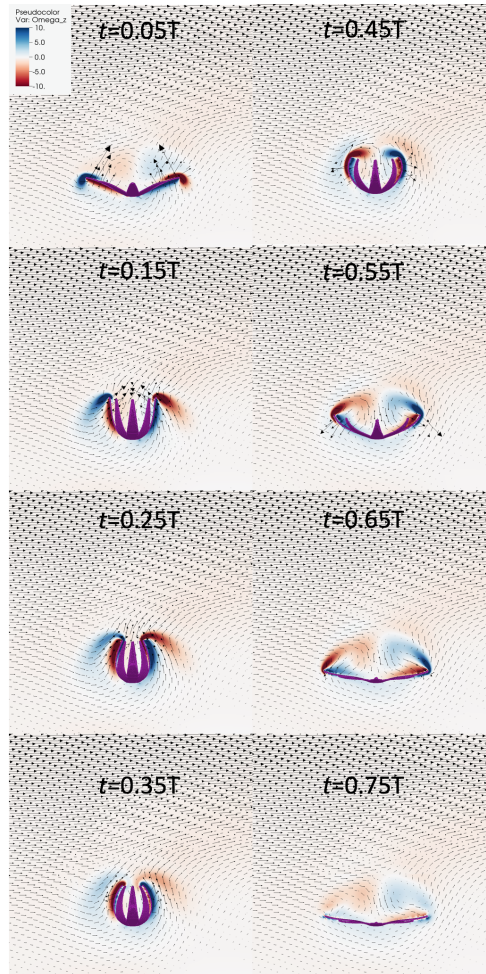 Pseudocolor
Var: Omega_z
10.
5.0
0.0
-5.0
-10.
t=0.05T
t=0.45T
t=0.15T
t=0.55T
t=0.25T
t=0.65T
t=0.35T
t=0.75T